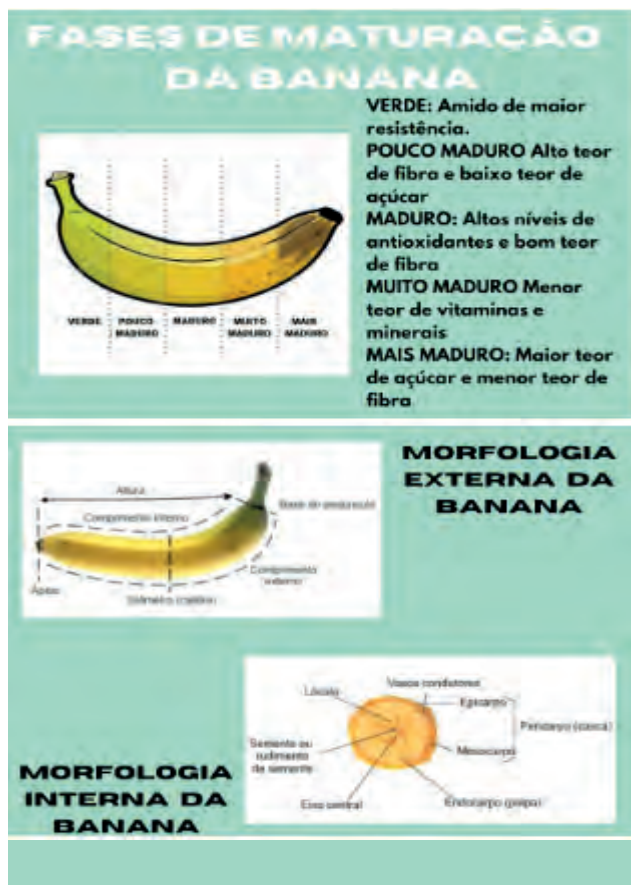 FASES DE MATURAÇÃO
DA BANANA
VERDE: Amido de maior
resistência.
POUCO MADURO Alto teor
de fibra e baixo teor de
açúcar
MADURO: Altos níveis de
antioxidantes e bom teor
de fibra
MUITO MADURO Menor
teor de vitaminas e
minerais
MAIS MADURO: Maior teor
de açúcar e menor teor de
fibra
VERDE
POUCO
MADURO
MADURO
MUITO
MADURO
MAIS
MADURO
MORFOLOGIA
EXTERNA DA
BANANA
Altura
Comprimento interno
Base do pedúnculo
Comprimento
externo
Ápice
Diâmetro (calibre)
MORFOLOGIA
INTERNA DA
BANANA
Lóculo
Vasos condutores
Epicarpo
Pericarpo (casca)
Mesocarpo
Semente ou
rudimento
de semente
Eixo central
Endocarpo (polpa)